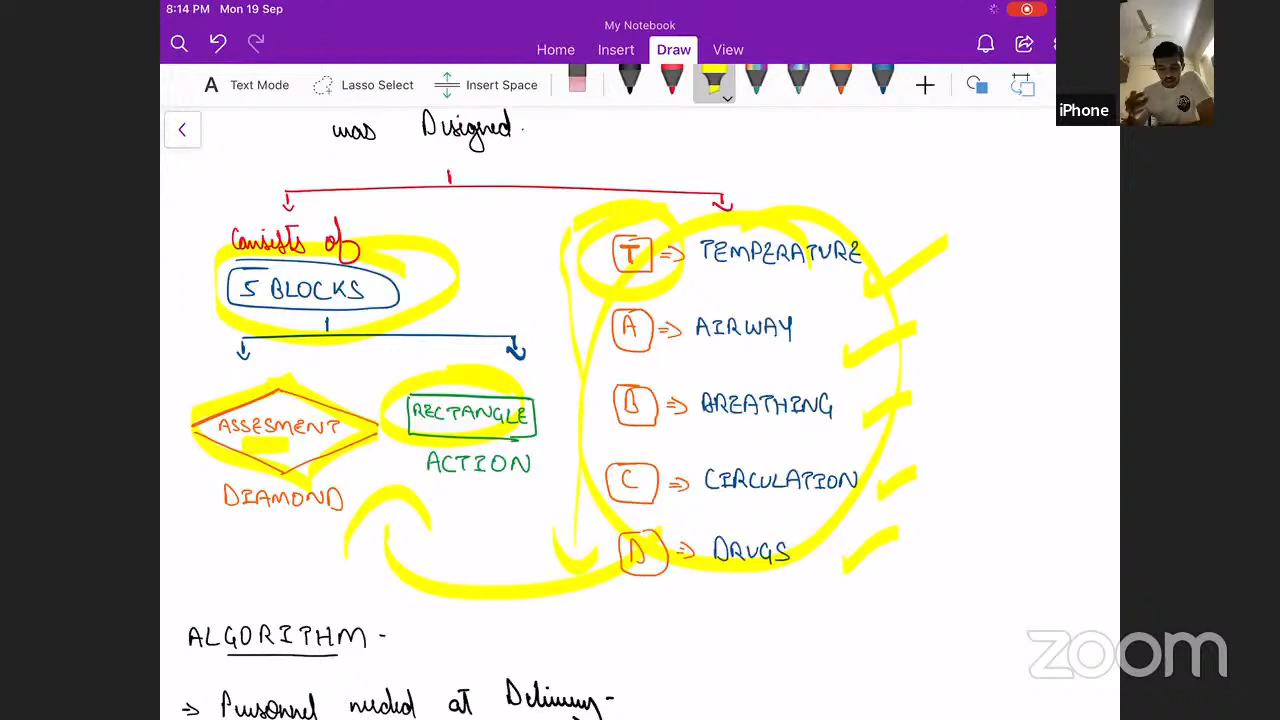 8:14 PM Mon 19 Sep
My Notebook
Home Insert Draw View
Text Mode Lasso Select Insert Space
iPhone
was Disigned.
Consists of
5 BLOCKS
ASSESMENT
DIAMOND
RECTANGLE
ACTION
T ⇒ TEMPERATURE
A ⇒ AIRWAY
B ⇒ BREATHING
C ⇒ CIRCULATION
D ⇒ DRUGS
ALGORITHM -
⇒ Personnel needed at Delivery-
zoom